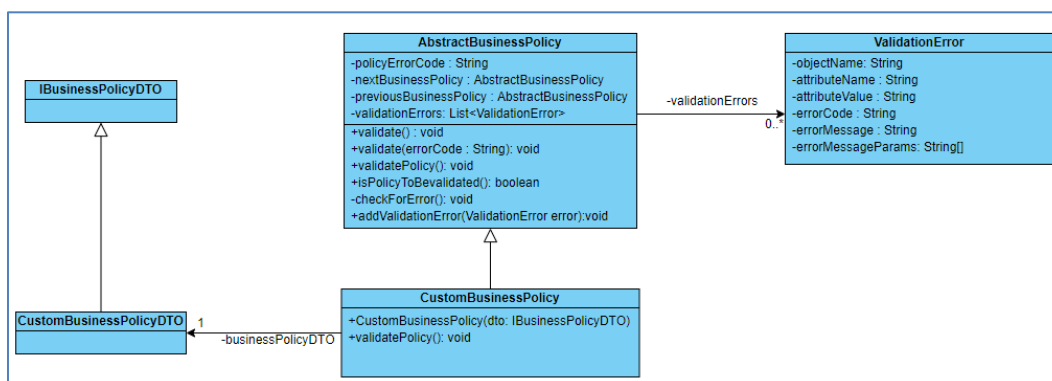 AbstractBusinessPolicy
-policyErrorCode : String
-nextBusinessPolicy : AbstractBusinessPolicy
-previousBusinessPolicy : AbstractBusinessPolicy
-validationErrors: List<ValidationError>
+validate() : void
+validate(errorCode : String): void
+validatePolicy(): void
+isPolicyToBevalidated(): boolean
-checkForError(): void
+addValidationError(ValidationError error):void
-validationErrors
0..*
ValidationError
-objectName: String
-attributeName : String
-attributeValue : String
-errorCode : String
-errorMessage : String
-errorMessageParams: String[]
IBusinessPolicyDTO
CustomBusinessPolicyDTO
1
-businessPolicyDTO
CustomBusinessPolicy
+CustomBusinessPolicy(dto: IBusinessPolicyDTO)
+validatePolicy(): void